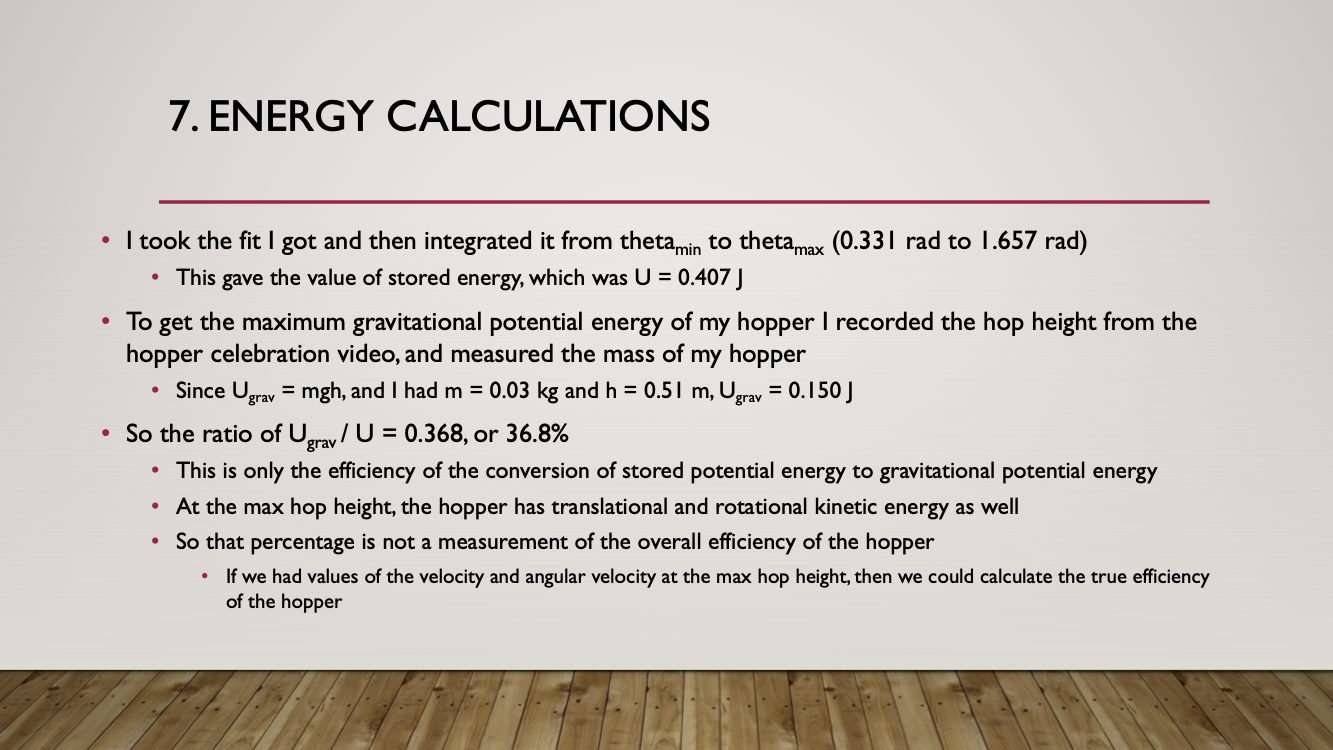 7. ENERGY CALCULATIONS
• I took the fit I got and then integrated it from theta_min to theta_max (0.331 rad to 1.657 rad)
• This gave the value of stored energy, which was U = 0.407 J
• To get the maximum gravitational potential energy of my hopper I recorded the hop height from the
hopper celebration video, and measured the mass of my hopper
• Since U_grav = mgh, and I had m = 0.03 kg and h = 0.51 m, U_grav = 0.150 J
• So the ratio of U_grav / U = 0.368, or 36.8%
• This is only the efficiency of the conversion of stored potential energy to gravitational potential energy
• At the max hop height, the hopper has translational and rotational kinetic energy as well
• So that percentage is not a measurement of the overall efficiency of the hopper
• If we had values of the velocity and angular velocity at the max hop height, then we could calculate the true efficiency
of the hopper